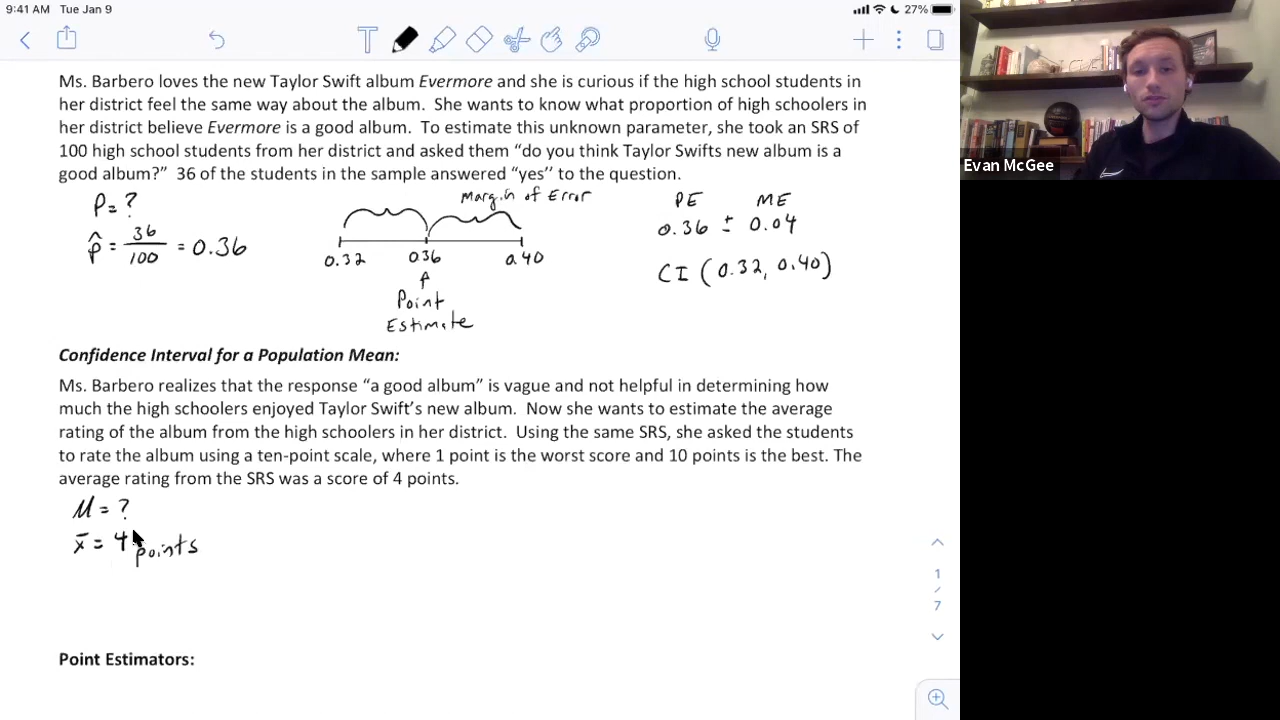 9:41 AM Tue Jan 9
27%
Ms. Barbero loves the new Taylor Swift album Evermore and she is curious if the high school students in
her district feel the same way about the album. She wants to know what proportion of high schoolers in
her district believe Evermore is a good album. To estimate this unknown parameter, she took an SRS of
100 high school students from her district and asked them “do you think Taylor Swifts new album is a
good album?” 36 of the students in the sample answered “yes” to the question.
Evan McGee
P = ?
p̂ = 36/100 = 0.36
Margin of Error
0.32 0.36 0.40
Point
Estimate
PE ME
0.36 ± 0.04
CI (0.32, 0.40)
Confidence Interval for a Population Mean:
Ms. Barbero realizes that the response “a good album” is vague and not helpful in determining how
much the high schoolers enjoyed Taylor Swift’s new album. Now she wants to estimate the average
rating of the album from the high schoolers in her district. Using the same SRS, she asked the students
to rate the album using a ten-point scale, where 1 point is the worst score and 10 points is the best. The
average rating from the SRS was a score of 4 points.
M = ?
x̄ = 4 points
1
/
7
Point Estimators: